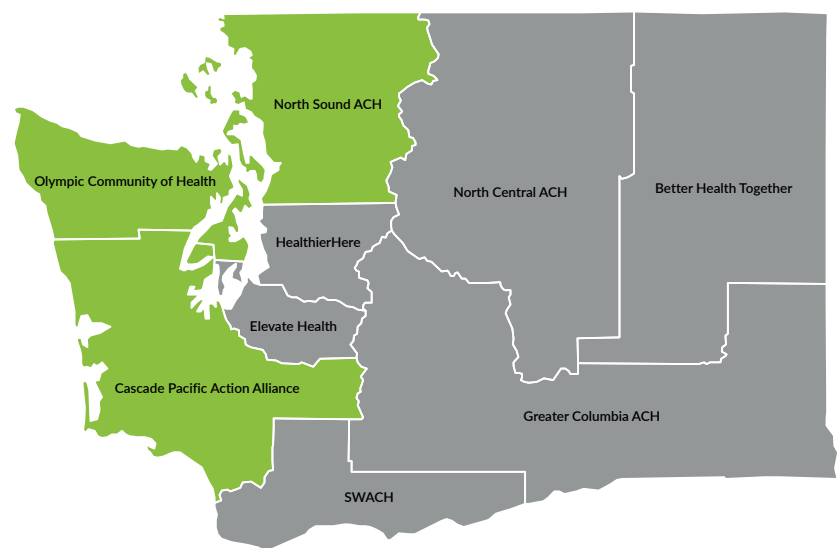 North Sound ACH
Olympic Community of Health
North Central ACH
Better Health Together
HealthierHere
Elevate Health
Cascade Pacific Action Alliance
Greater Columbia ACH
SWACH